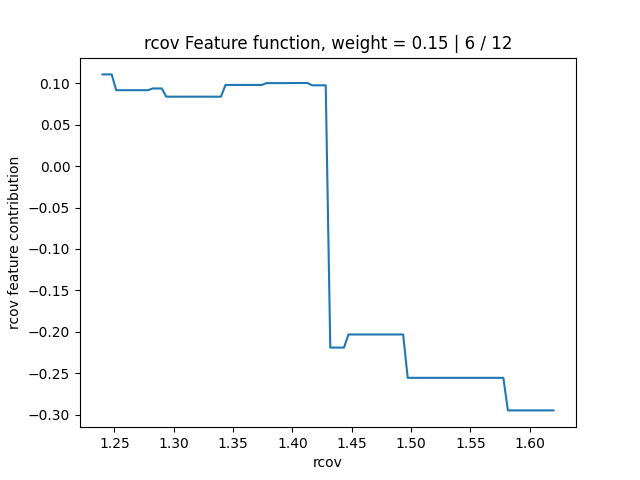 rcov Feature function, weight = 0.15 | 6 / 12
rcov feature contribution
0.10
0.05
0.00
−0.05
−0.10
−0.15
−0.20
−0.25
−0.30
1.25 1.30 1.35 1.40 1.45 1.50 1.55 1.60
rcov